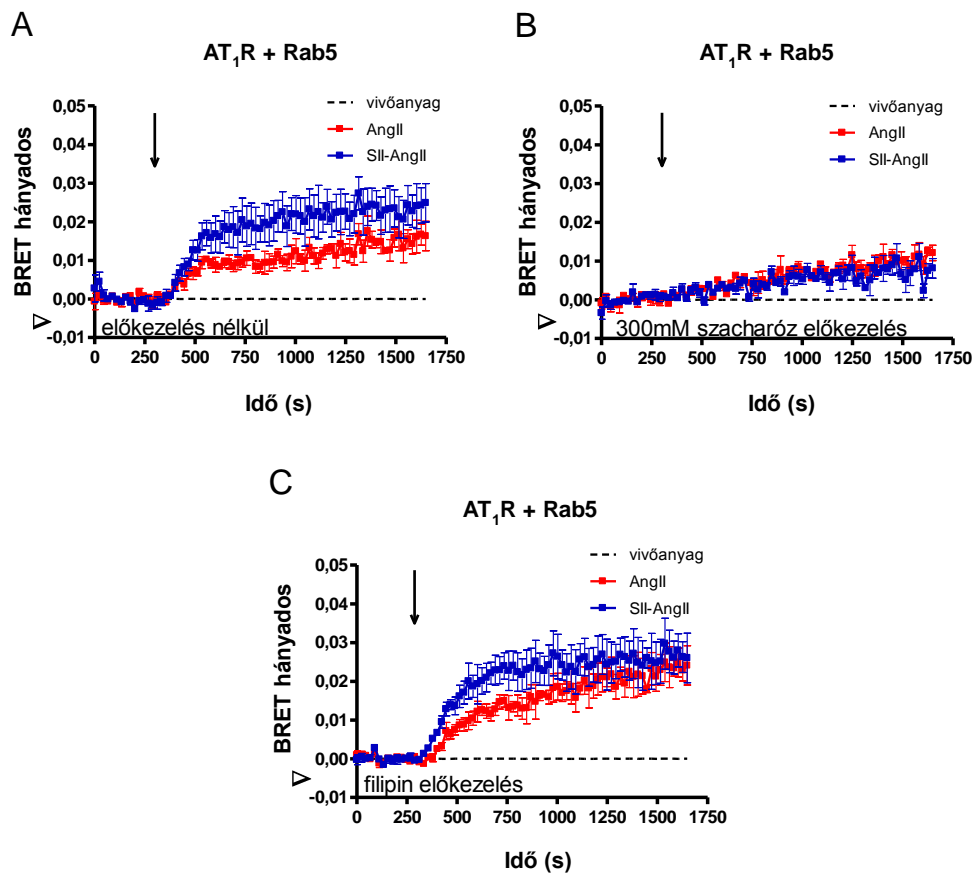 A
AT₁R + Rab5
vivőanyag
AngII
SII-AngII
0,05
0,04
0,03
0,02
0,01
0,00
-0,01
∇ BRET hányados
előkezelés nélkül
0 250 500 750 1000 1250 1500 1750
Idő (s)
B
AT₁R + Rab5
vivőanyag
AngII
SII-AngII
0,05
0,04
0,03
0,02
0,01
0,00
-0,01
∇ BRET hányados
300mM szacharóz előkezelés
0 250 500 750 1000 1250 1500 1750
Idő (s)
C
AT₁R + Rab5
vivőanyag
AngII
SII-AngII
0,05
0,04
0,03
0,02
0,01
0,00
-0,01
∇ BRET hányados
filipin előkezelés
0 250 500 750 1000 1250 1500 1750
Idő (s)